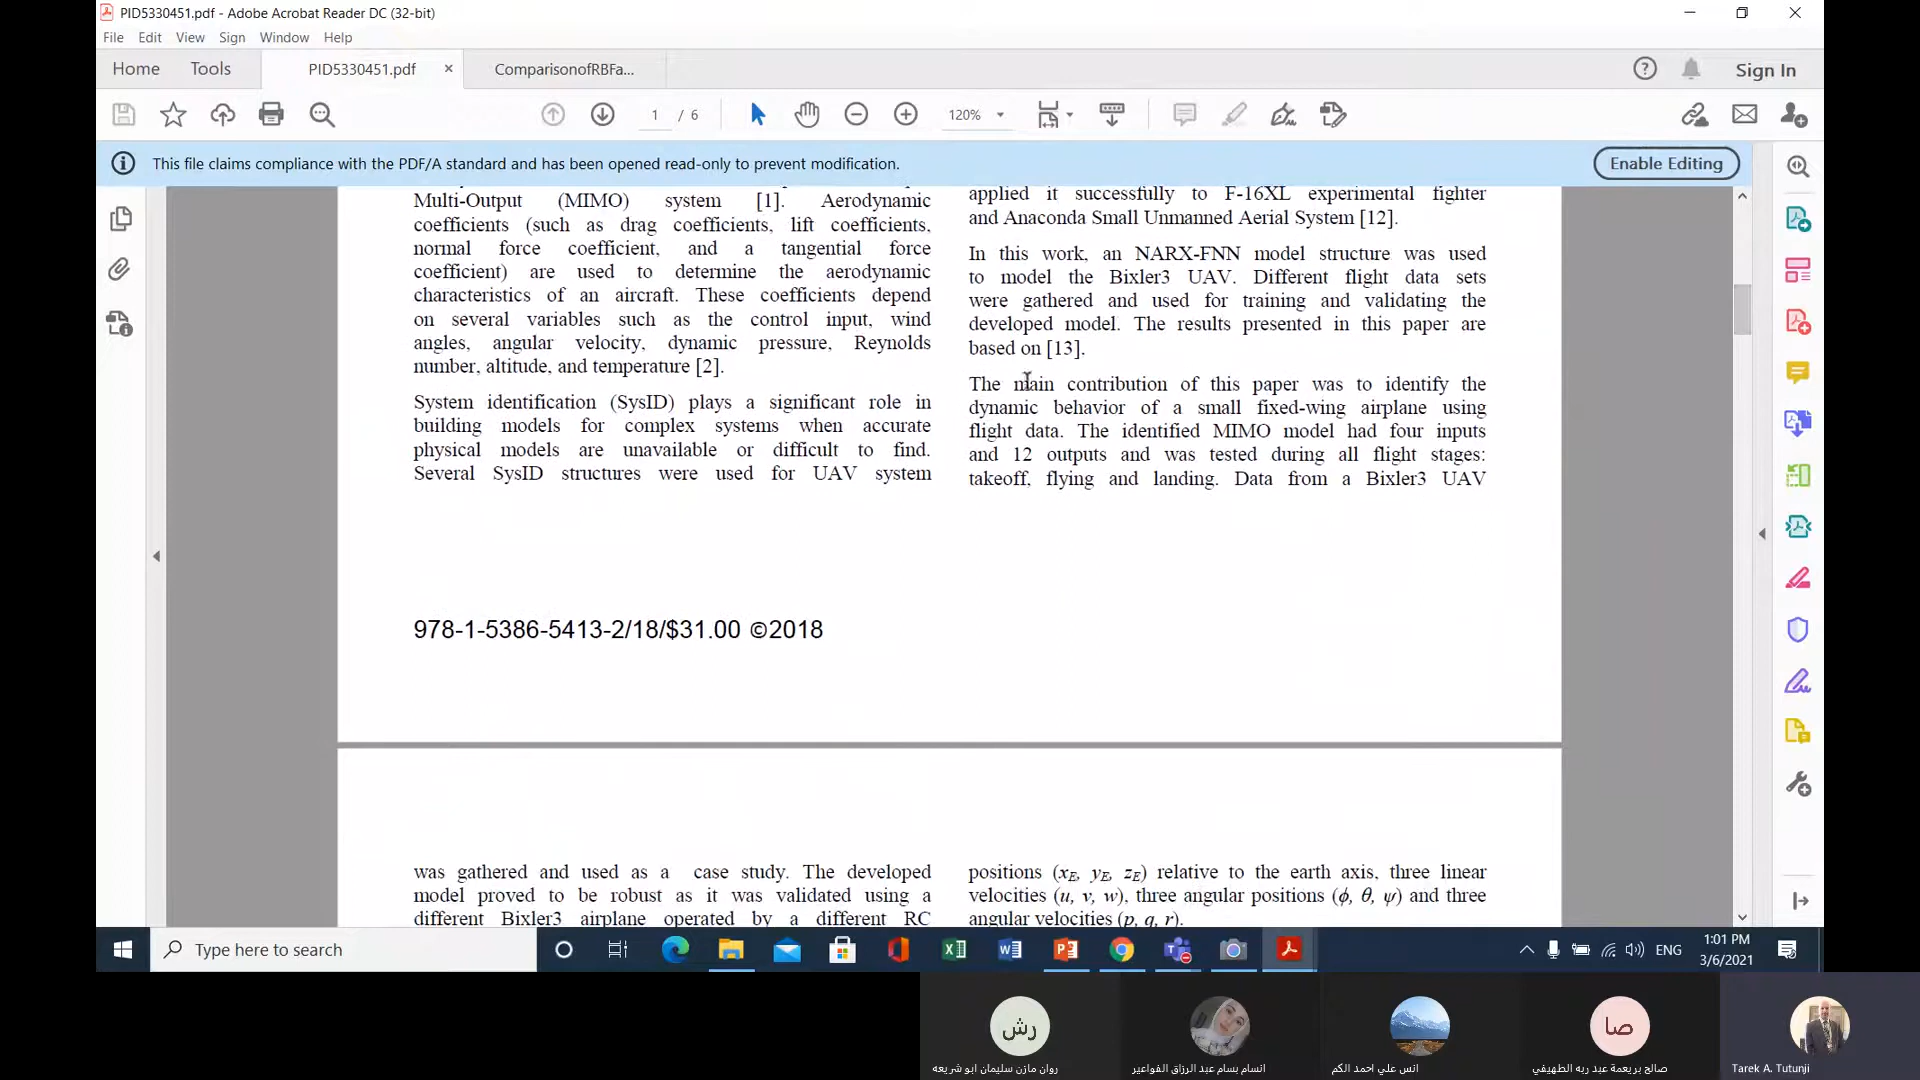 PID5330451.pdf - Adobe Acrobat Reader DC (32-bit)
File Edit View Sign Window Help
Home Tools PID5330451.pdf × ComparisonofRBFa... Sign In
1 / 6 120%
This file claims compliance with the PDF/A standard and has been opened read-only to prevent modification. Enable Editing
Multi-Output (MIMO) system [1]. Aerodynamic
coefficients (such as drag coefficients, lift coefficients,
normal force coefficient, and a tangential force
coefficient) are used to determine the aerodynamic
characteristics of an aircraft. These coefficients depend
on several variables such as the control input, wind
angles, angular velocity, dynamic pressure, Reynolds
number, altitude, and temperature [2].
System identification (SysID) plays a significant role in
building models for complex systems when accurate
physical models are unavailable or difficult to find.
Several SysID structures were used for UAV system
applied it successfully to F-16XL experimental fighter
and Anaconda Small Unmanned Aerial System [12].
In this work, an NARX-FNN model structure was used
to model the Bixler3 UAV. Different flight data sets
were gathered and used for training and validating the
developed model. The results presented in this paper are
based on [13].
The main contribution of this paper was to identify the
dynamic behavior of a small fixed-wing airplane using
flight data. The identified MIMO model had four inputs
and 12 outputs and was tested during all flight stages:
takeoff, flying and landing. Data from a Bixler3 UAV
978-1-5386-5413-2/18/$31.00 ©2018
was gathered and used as a case study. The developed
model proved to be robust as it was validated using a
different Bixler3 airplane operated by a different RC
positions (xE, yE, zE) relative to the earth axis, three linear
velocities (u, v, w), three angular positions (ϕ, θ, ψ) and three
angular velocities (p, q, r).
Type here to search
ENG
1:01 PM
3/6/2021
رش
صا
روان مازن سليمان ابو شريعه
انسام بسام عبد الرزاق الفواعير
انس علي احمد الكم
صالح بريعمة عبد ربه الطهيفي
Tarek A. Tutunji